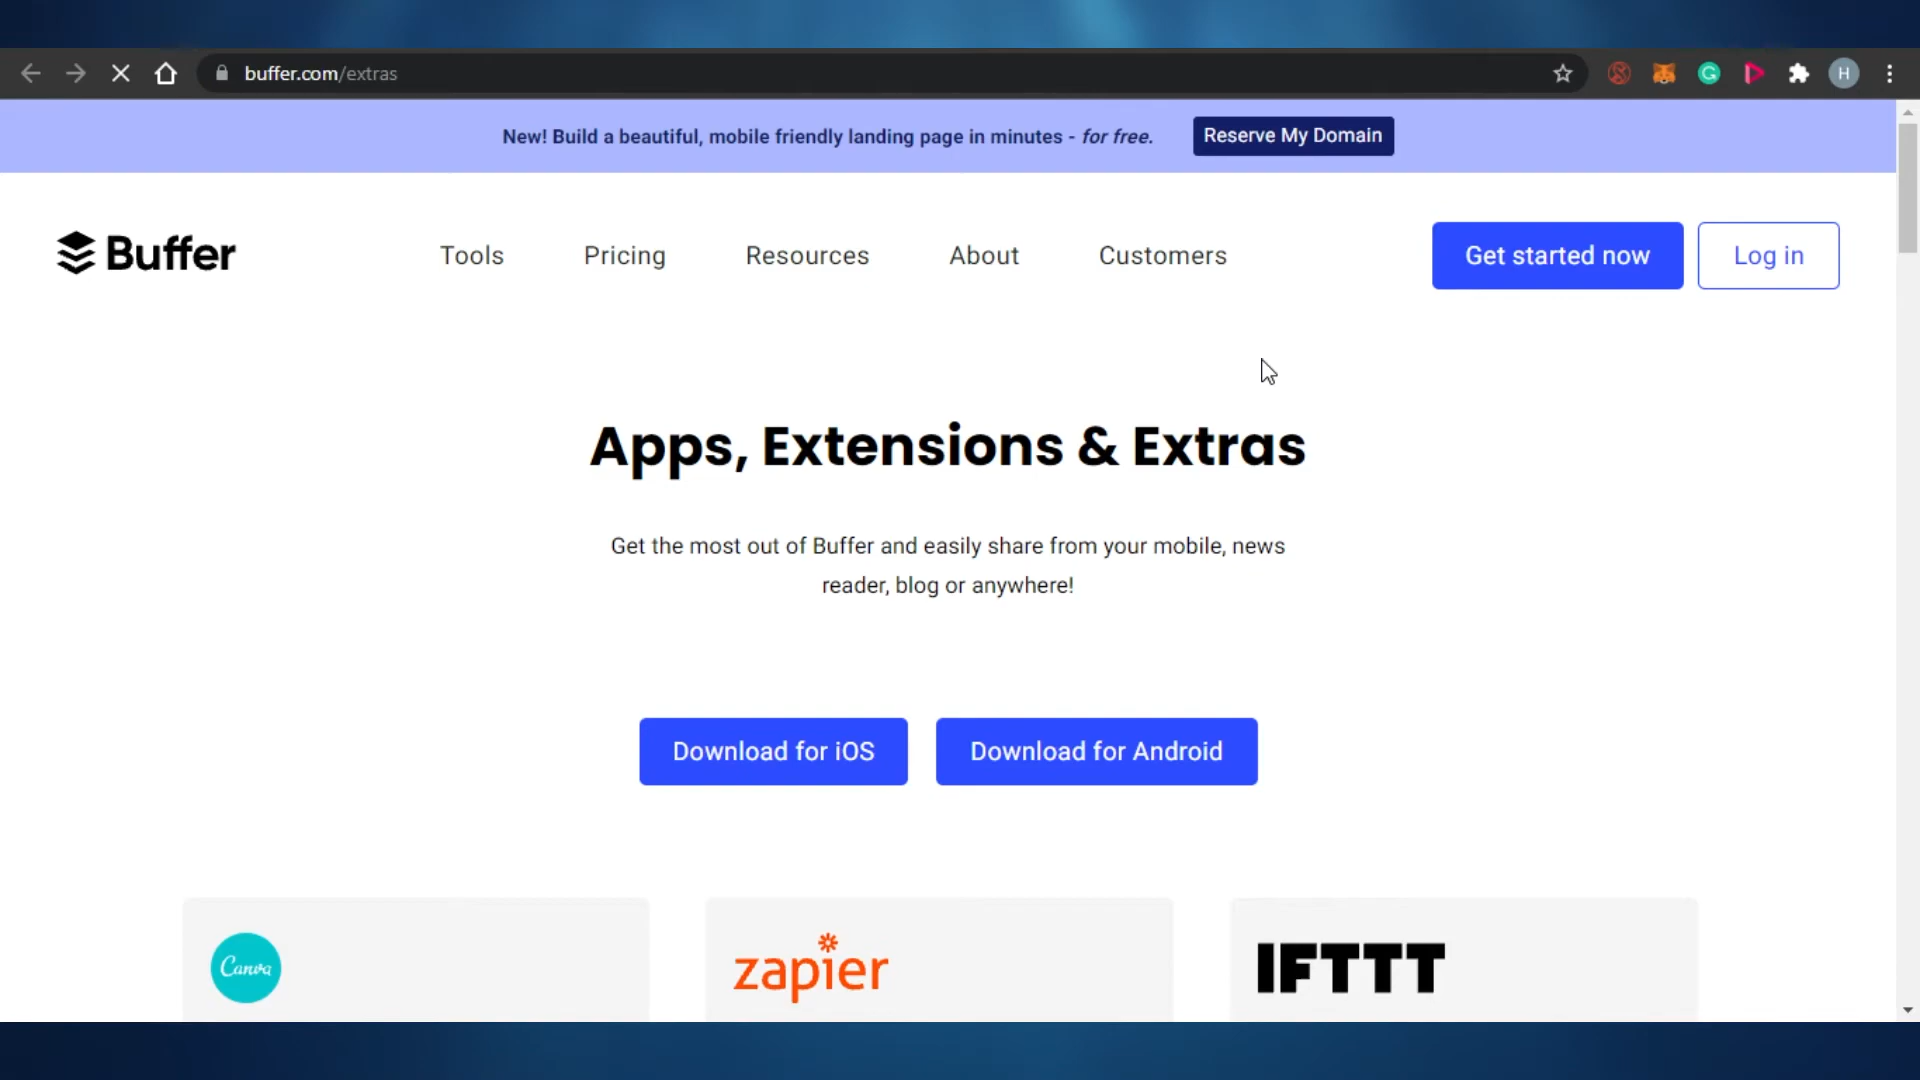 buffer.com/extras
H
New! Build a beautiful, mobile friendly landing page in minutes - for free.
Reserve My Domain
Buffer
Tools
Pricing
Resources
About
Customers
Get started now
Log in
Apps, Extensions & Extras
Get the most out of Buffer and easily share from your mobile, news
reader, blog or anywhere!
Download for iOS
Download for Android
Canva
zapier
IFTTT